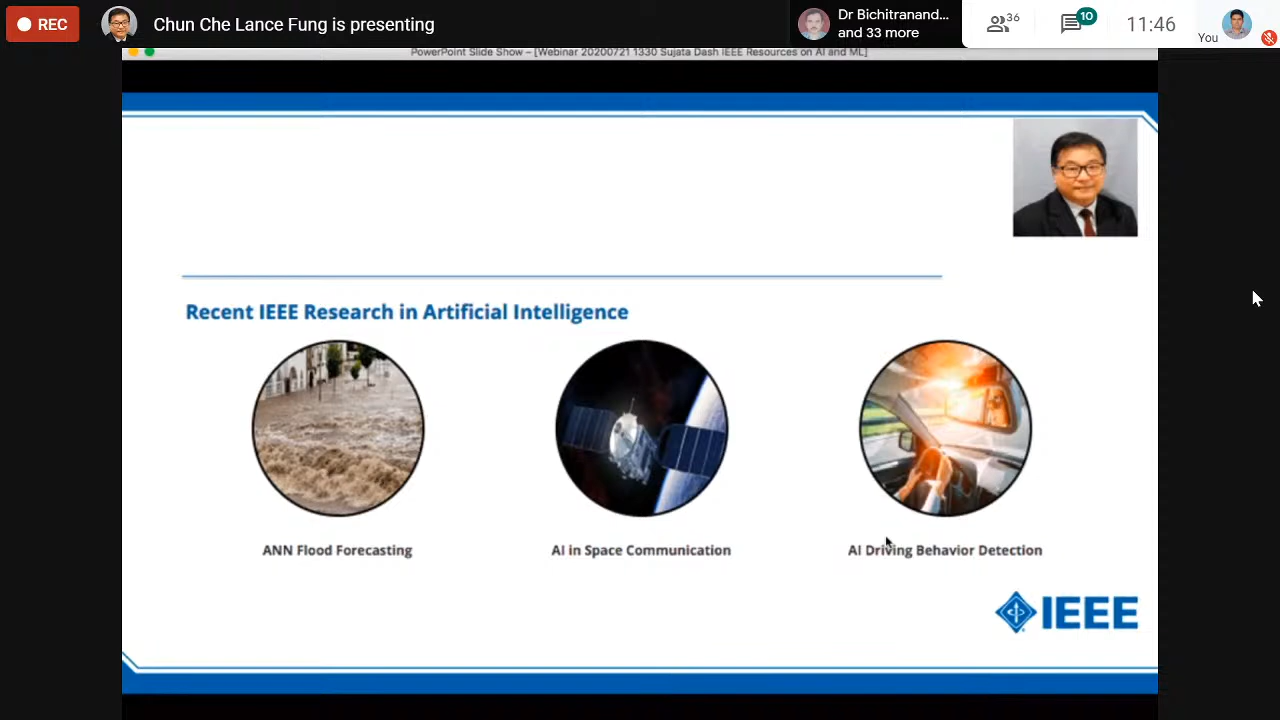 REC
Chun Che Lance Fung is presenting
Dr Bichitranand...
and 33 more
36
10
11:46
You
PowerPoint Slide Show – [Webinar 20200721 1330 Sujata Dash IEEE Resources on AI and ML]
Recent IEEE Research in Artificial Intelligence
ANN Flood Forecasting
AI in Space Communication
AI Driving Behavior Detection
IEEE